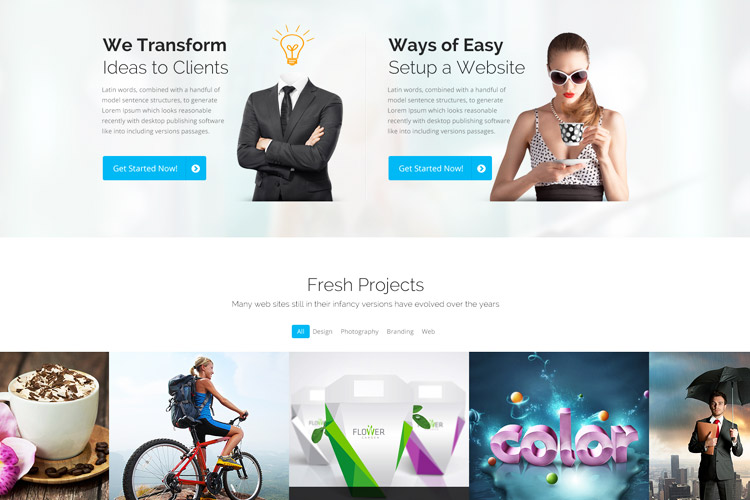 We Transform
Ideas to Clients
Latin words, combined with a handful of
model sentence structures, to generate
Lorem Ipsum which looks reasonable
recently with desktop publishing software
like into including versions passages.
Get Started Now!
Ways of Easy
Setup a Website
Latin words, combined with a handful of
model sentence structures, to generate
Lorem Ipsum which looks reasonable
recently with desktop publishing software
like into including versions passages.
Get Started Now!
Fresh Projects
Many web sites still in their infancy versions have evolved over the years
All Design Photography Branding Web
FLOWER
color